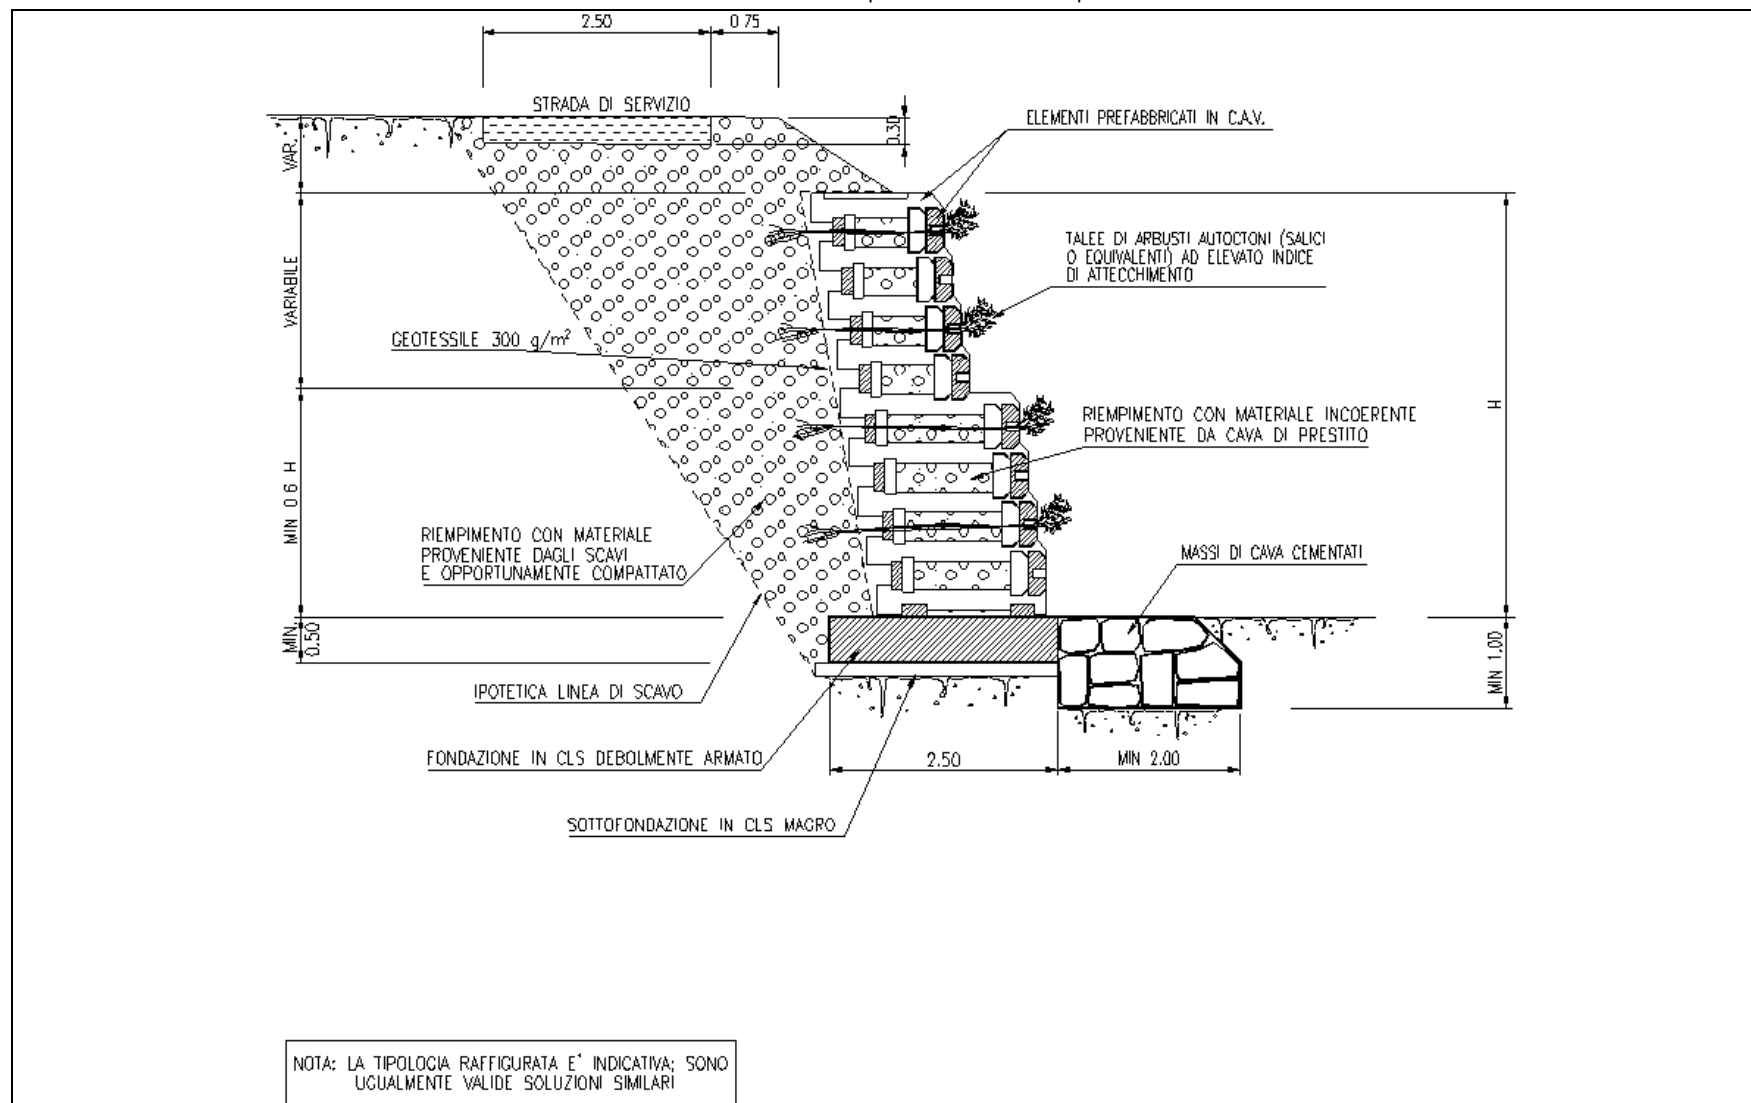 2.50
0.75
STRADA DI SERVIZIO
0.30
ELEMENTI PREFABBRICATI IN C.A.V.
VAR.
TALEE DI ARBUSTI AUTOCTONI (SALICI
O EQUIVALENTI) AD ELEVATO INDICE
DI ATTECCHIMENTO
VARIABILE
GEOTESSILE 300 g/m²
H
RIEMPIMENTO CON MATERIALE INCOERENTE
PROVENIENTE DA CAVA DI PRESTITO
MIN 0.6 H
RIEMPIMENTO CON MATERIALE
PROVENIENTE DAGLI SCAVI
E OPPORTUNAMENTE COMPATTATO
MASSI DI CAVA CEMENTATI
MIN.
0.50
MIN 1.00
IPOTETICA LINEA DI SCAVO
FONDAZIONE IN CLS DEBOLMENTE ARMATO
2.50
MIN 2.00
SOTTOFONDAZIONE IN CLS MAGRO
NOTA: LA TIPOLOGIA RAFFIGURATA E' INDICATIVA; SONO
UGUALMENTE VALIDE SOLUZIONI SIMILARI